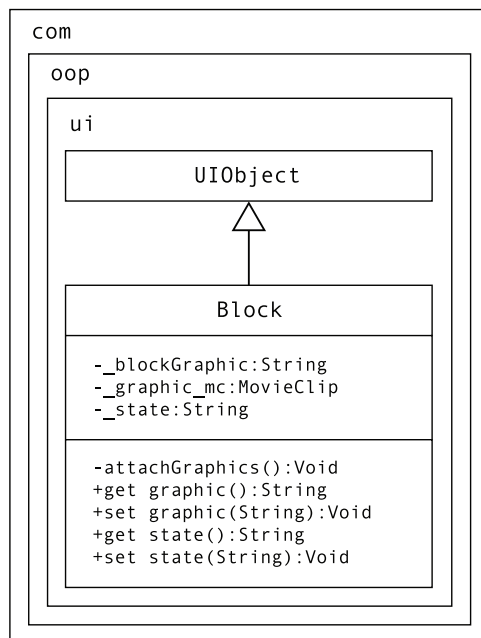 com
oop
ui
UIObject
Block
-_blockGraphic:String
-_graphic_mc:MovieClip
-_state:String
-attachGraphics():Void
+get graphic():String
+set graphic(String):Void
+get state():String
+set state(String):Void